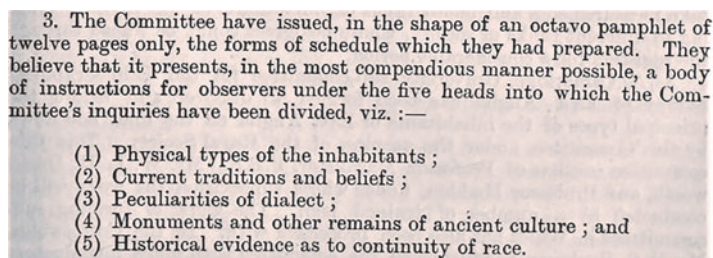 3. The Committee have issued, in the shape of an octavo pamphlet of
twelve pages only, the forms of schedule which they had prepared. They
believe that it presents, in the most compendious manner possible, a body
of instructions for observers under the five heads into which the Com-
mittee's inquiries have been divided, viz. :—
(1) Physical types of the inhabitants ;
(2) Current traditions and beliefs ;
(3) Peculiarities of dialect ;
(4) Monuments and other remains of ancient culture ; and
(5) Historical evidence as to continuity of race.